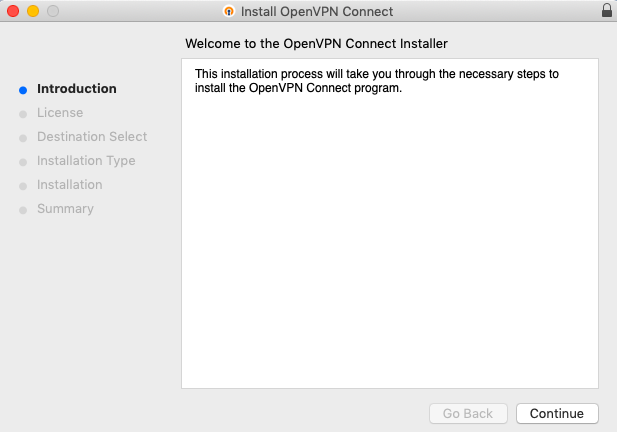 Install OpenVPN Connect
Welcome to the OpenVPN Connect Installer
Introduction
License
Destination Select
Installation Type
Installation
Summary
This installation process will take you through the necessary steps to
install the OpenVPN Connect program.
Go Back
Continue